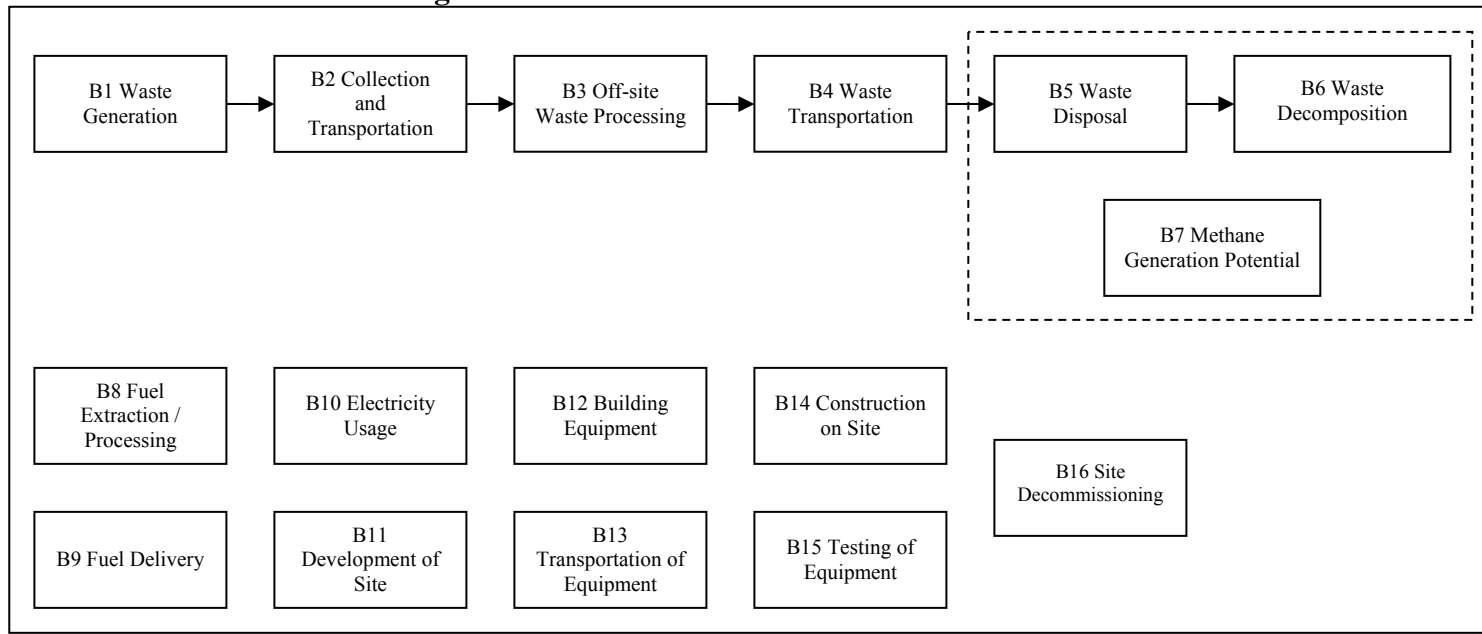 B1 Waste
Generation
B2 Collection
and
Transportation
B3 Off-site
Waste Processing
B4 Waste
Transportation
B5 Waste
Disposal
B6 Waste
Decomposition
B7 Methane
Generation Potential
B8 Fuel
Extraction /
Processing
B10 Electricity
Usage
B12 Building
Equipment
B14 Construction
on Site
B16 Site
Decommissioning
B9 Fuel Delivery
B11
Development of
Site
B13
Transportation of
Equipment
B15 Testing of
Equipment